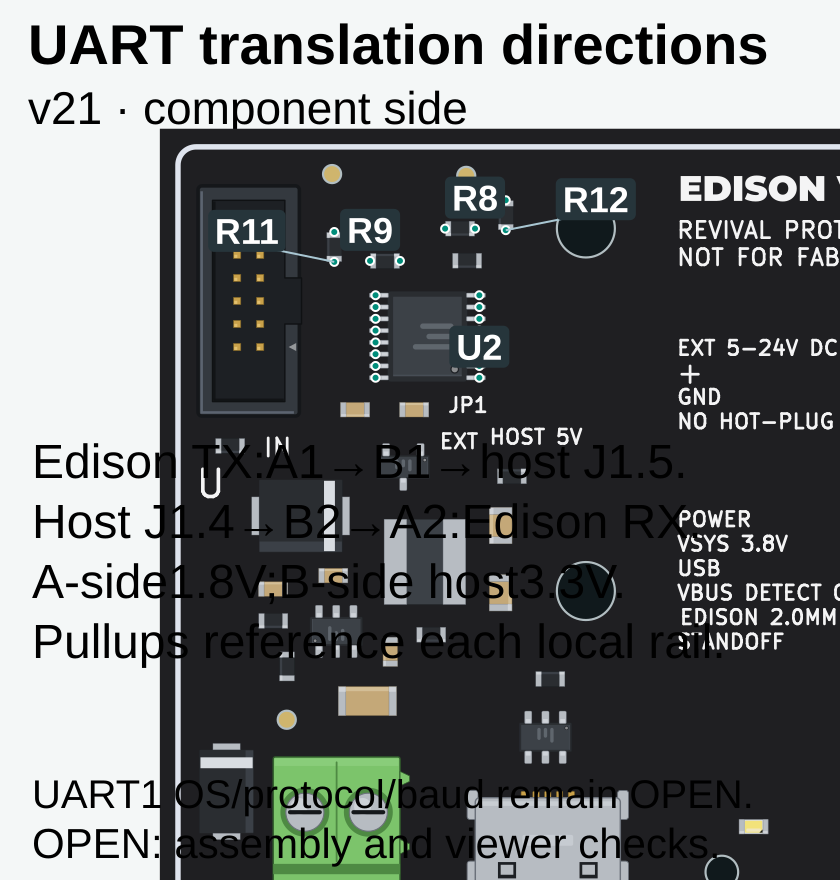 UART translation directions
v21 · component side
R11
R9
R8
R12
EDISON
REVIVAL PROT
NOT FOR FAB
U2
EXT 5-24V DC
+
GND
NO HOT-PLUG
JP1
EXT HOST 5V
IN
Edison TX:A1→B1→host J1.5.
Host J1.4→B2→A2:Edison RX.
A-side1.8V;B-side host3.3V.
Pullups reference each local rail.
POWER
VSYS 3.8V
USB
VBUS DETECT
EDISON 2.0MM
STANDOFF
UART1 OS/protocol/baud remain OPEN.
OPEN: assembly and viewer checks.